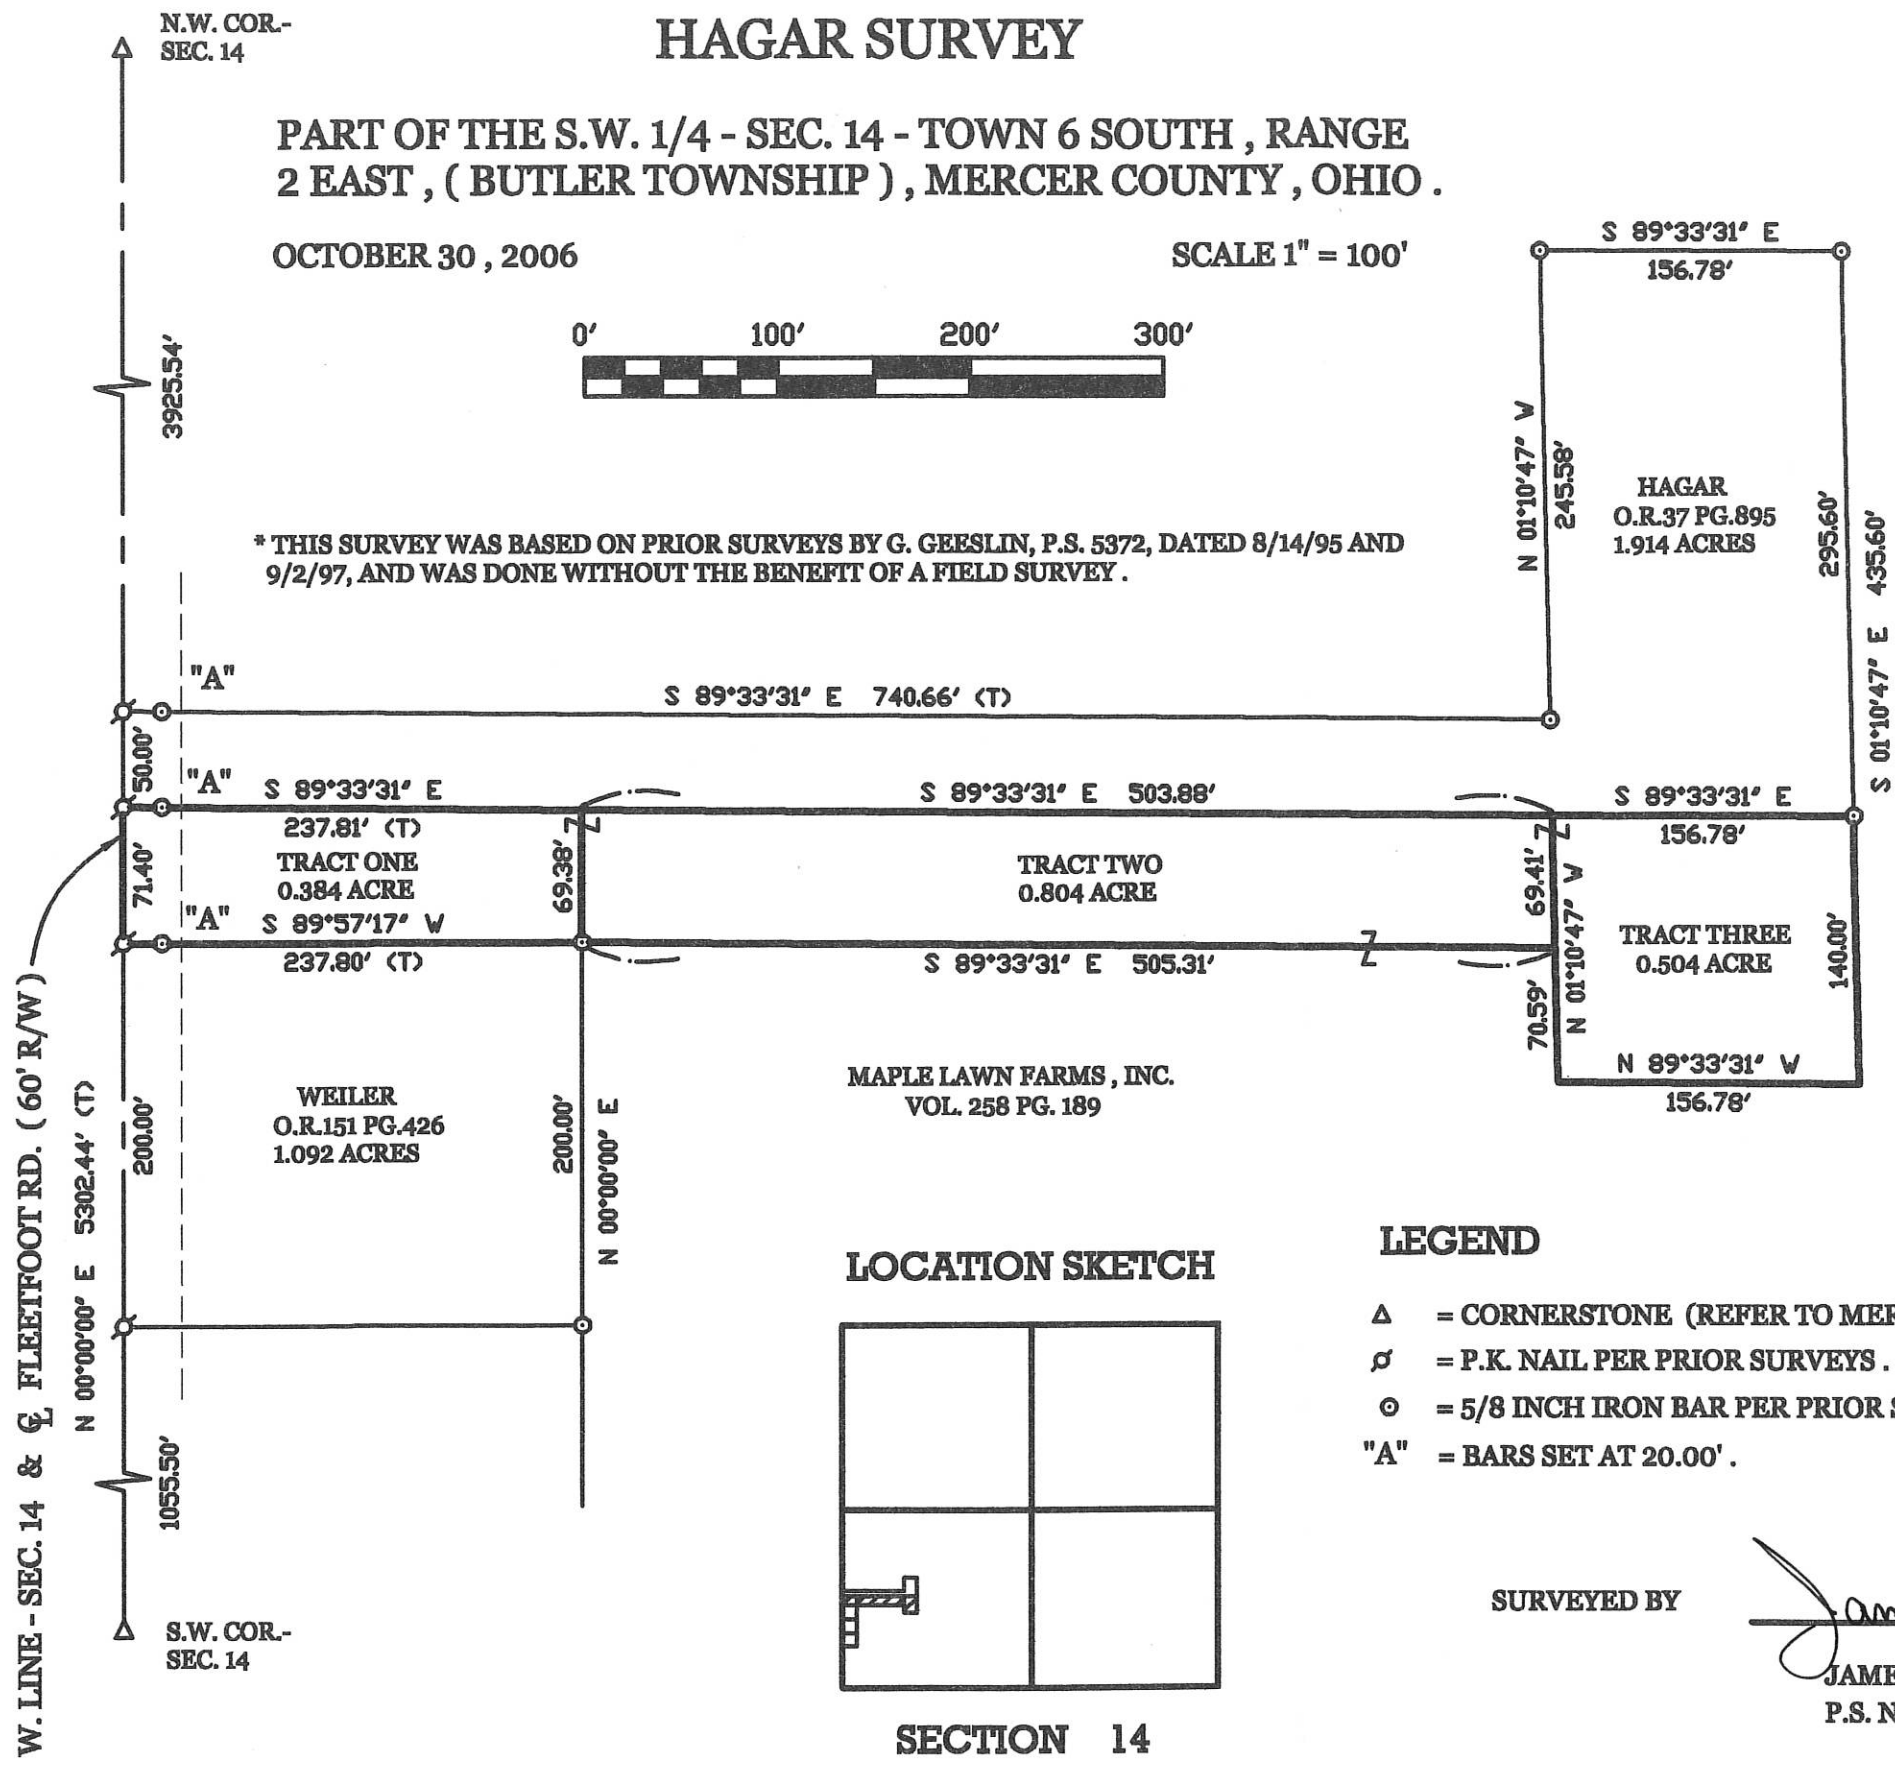 N.W. COR.-
SEC. 14
HAGAR SURVEY
PART OF THE S.W. 1/4 - SEC. 14 - TOWN 6 SOUTH , RANGE
2 EAST , ( BUTLER TOWNSHIP ) , MERCER COUNTY , OHIO .
OCTOBER 30 , 2006
SCALE 1" = 100'
0' 100' 200' 300'
3925.54'
* THIS SURVEY WAS BASED ON PRIOR SURVEYS BY G. GEESLIN, P.S. 5372, DATED 8/14/95 AND
9/2/97, AND WAS DONE WITHOUT THE BENEFIT OF A FIELD SURVEY .
S 89°33'31" E
156.78'
N 01°10'47" W
245.58'
HAGAR
O.R.37 PG.895
1.914 ACRES
295.60'
S 01°10'47" E 435.60'
"A"
S 89°33'31" E 740.66' (T)
50.00'
"A"
S 89°33'31" E
237.81' (T)
S 89°33'31" E 503.88'
S 89°33'31" E
156.78'
71.40'
TRACT ONE
0.384 ACRE
69.38'
TRACT TWO
0.804 ACRE
69.41'
N 01°10'47" W
TRACT THREE
0.504 ACRE
140.00'
"A"
S 89°57'17" W
237.80' (T)
S 89°33'31" E 505.31'
70.59'
N 89°33'31" W
156.78'
W. LINE - SEC. 14 & CL FLEETFOOT RD. ( 60' R/W )
N 00°00'00" E 5302.44' (T)
200.00'
WEILER
O.R.151 PG.426
1.092 ACRES
200.00'
N 00°00'00" E
MAPLE LAWN FARMS , INC.
VOL. 258 PG. 189
1055.50'
S.W. COR.-
SEC. 14
LOCATION SKETCH
SECTION 14
LEGEND
= CORNERSTONE (REFER TO MER
= P.K. NAIL PER PRIOR SURVEYS .
= 5/8 INCH IRON BAR PER PRIOR S
"A" = BARS SET AT 20.00' .
SURVEYED BY
JAME
P.S. N